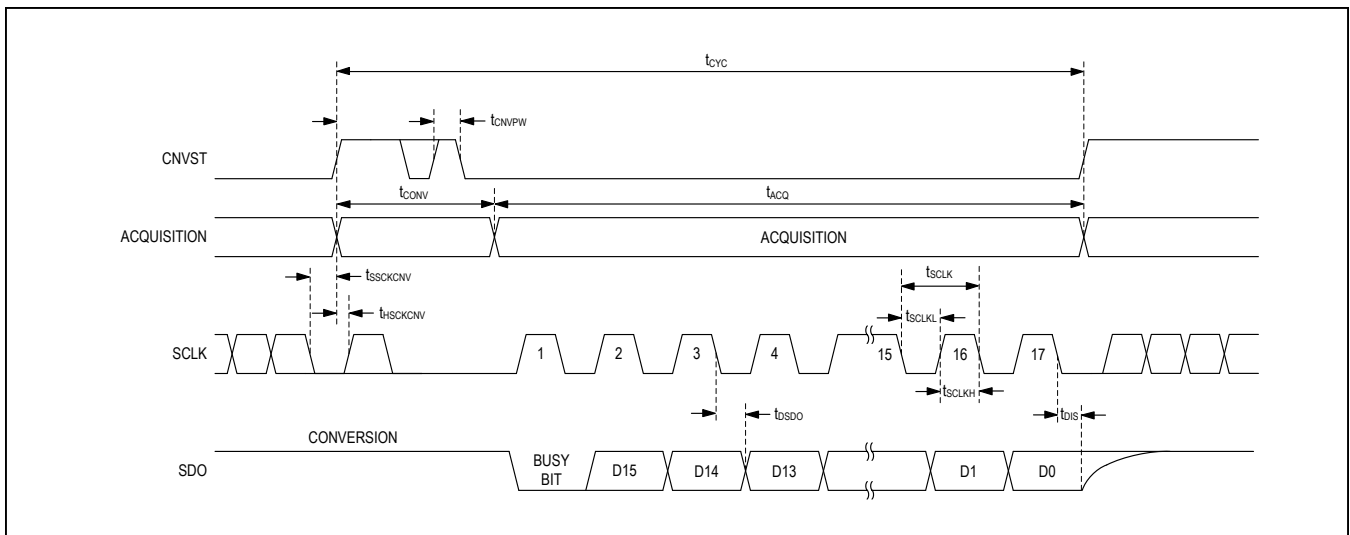 tCYC
tCNVPW
CNVST
tCONV
tACQ
ACQUISITION
ACQUISITION
tSSCKCNV
tHSCKCNV
tSCLK
tSCLKL
SCLK
1 2 3 4 15 16 17
tSCLKH
tDSDO
tDIS
CONVERSION
SDO
BUSY BIT
D15 D14 D13 D1 D0